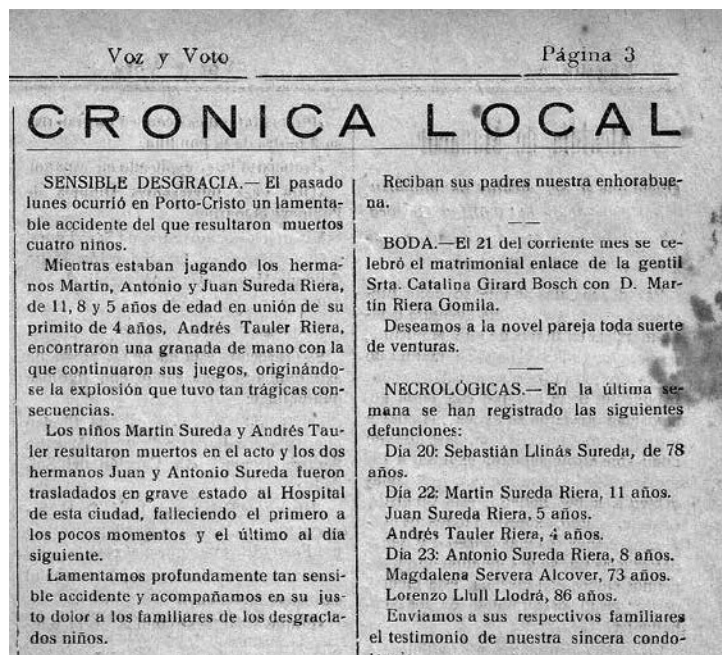 Voz y Voto
Página 3
CRONICA LOCAL
SENSIBLE DESGRACIA.— El pasado
lunes ocurrió en Porto-Cristo un lamenta-
ble accidente del que resultaron muertos
cuatro niños.
Mientras estaban jugando los herma-
nos Martin, Antonio y Juan Sureda Riera,
de 11, 8 y 5 años de edad en unión de su
primito de 4 años, Andrés Tauler Riera,
encontraron una granada de mano con la
que continuaron sus juegos, originándo-
se la explosión que tuvo tan trágicas con-
secuencias.
Los niños Martin Sureda y Andrés Tau-
ler resultaron muertos en el acto y los dos
hermanos Juan y Antonio Sureda fueron
trasladados en grave estado al Hospital
de esta ciudad, falleciendo el primero a
los pocos momentos y el último al día
siguiente.
Lamentamos profundamente tan sensi-
ble accidente y acompañamos en su jus-
to dolor a los familiares de los desgracia-
dos niños.
Reciban sus padres nuestra enhorabue-
na.
BODA.—El 21 del corriente mes se ce-
lebró el matrimonial enlace de la gentil
Srta. Catalina Girard Bosch con D. Mar-
tín Riera Gomila.
Deseamos a la novel pareja toda suerte
de venturas.
NECROLÓGICAS.— En la última se-
mana se han registrado las siguientes
defunciones:
Dia 20: Sebastián Llinás Sureda, de 78
años.
Día 22: Martin Sureda Riera, 11 años.
Juan Sureda Riera, 5 años.
Andrés Tauler Riera, 4 años.
Dia 23: Antonio Sureda Riera, 8 años.
Magdalena Servera Alcover, 73 años.
Lorenzo Llull Llodrá, 86 años.
Enviamos a sus respectivos familiares
el testimonio de nuestra sincera condo-